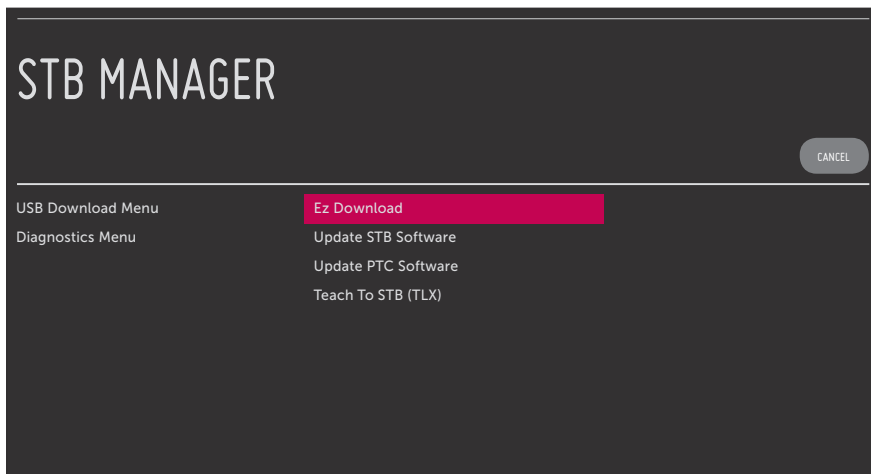 STB MANAGER
CANCEL
USB Download Menu
Diagnostics Menu
Ez Download
Update STB Software
Update PTC Software
Teach To STB (TLX)